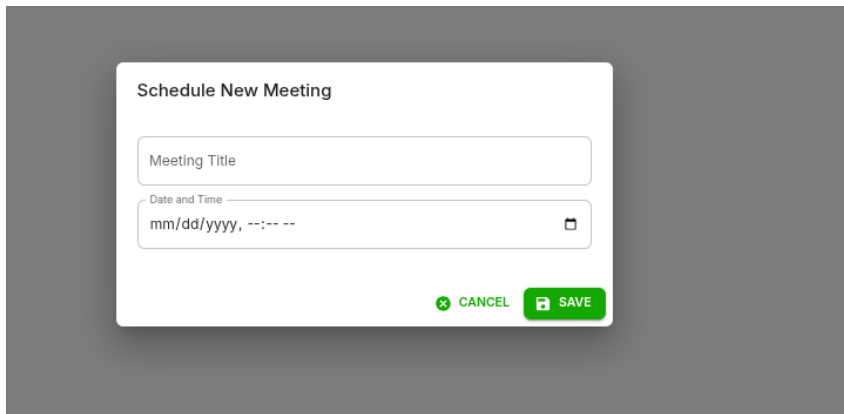 Schedule New Meeting
Meeting Title
Date and Time
mm/dd/yyyy, --:-- --
CANCEL SAVE